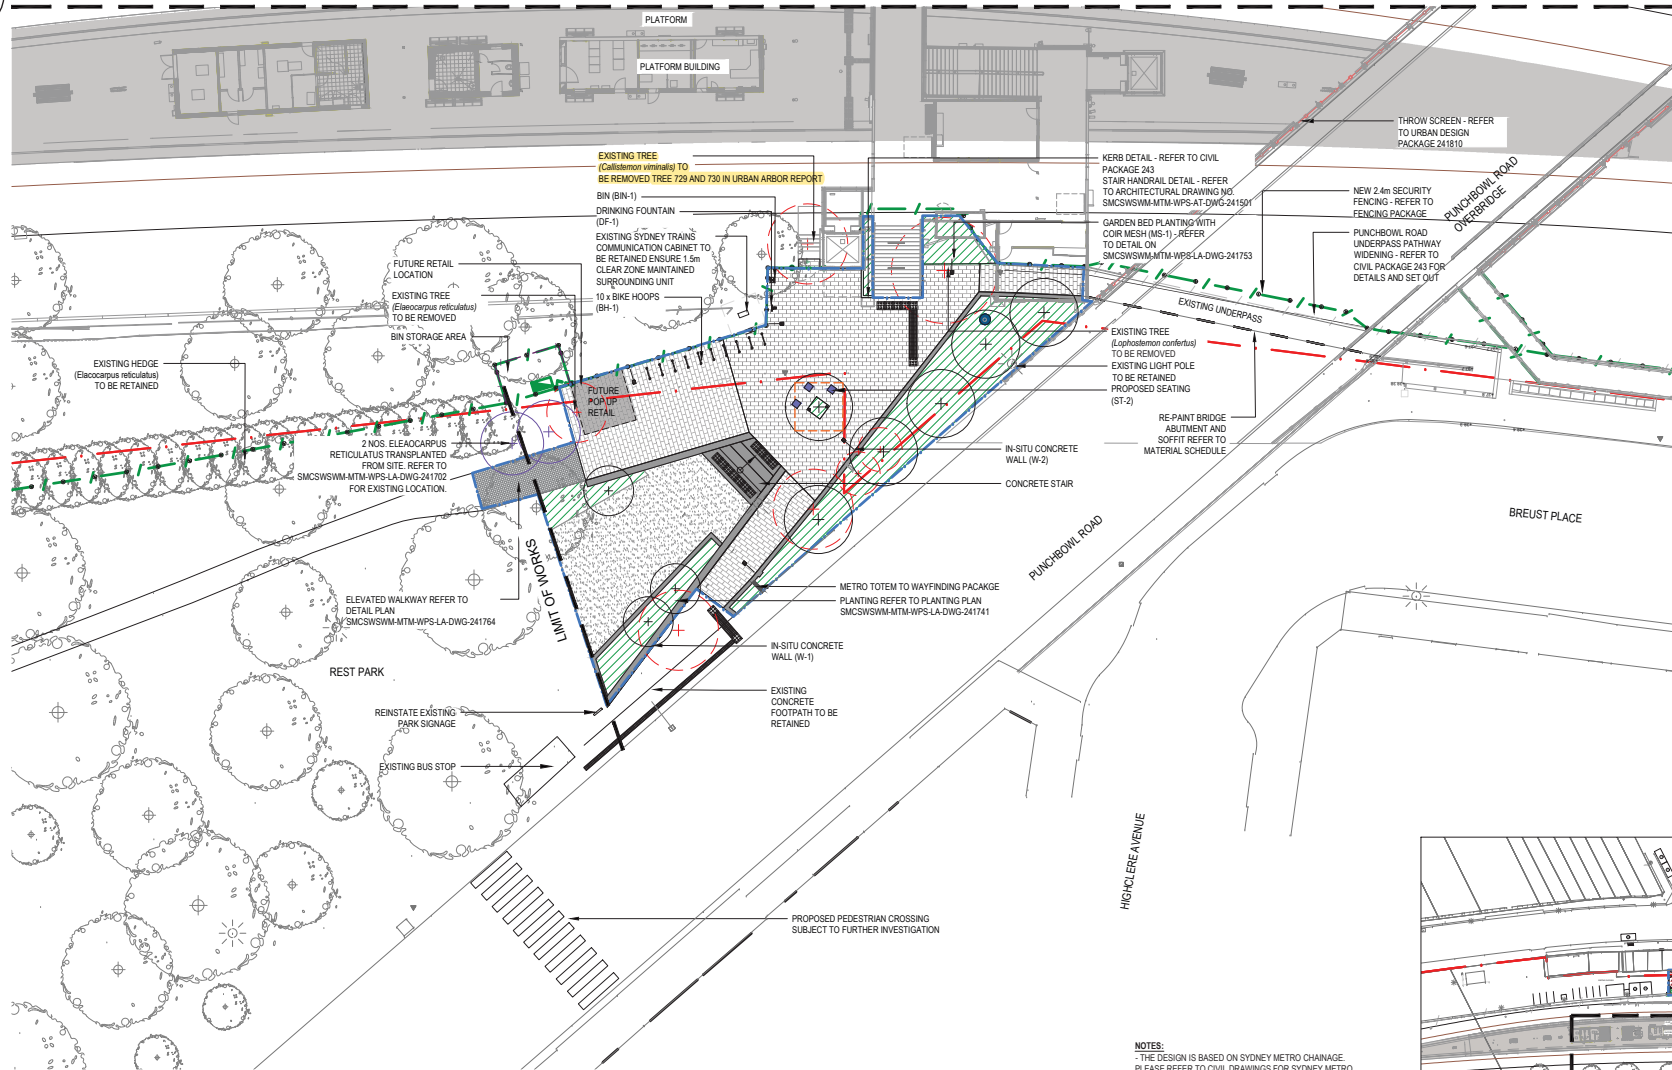 PLATFORM
PLATFORM BUILDING
THROW SCREEN - REFER
TO URBAN DESIGN
PACKAGE 241810
PUNCHBOWL ROAD
OVERBRIDGE
EXISTING TREE
(Callistemon viminalis) TO
BE REMOVED TREE 729 AND 730 IN URBAN ARBOR REPORT
BIN (BIN-1)
DRINKING FOUNTAIN
(DF-1)
EXISTING SYDNEY TRAINS
COMMUNICATION CABINET TO
BE RETAINED ENSURE 1.5m
CLEAR ZONE MAINTAINED
SURROUNDING UNIT
10 x BIKE HOOPS
(BH-1)
KERB DETAIL - REFER TO CIVIL
PACKAGE 243
STAIR HANDRAIL DETAIL - REFER
TO ARCHITECTURAL DRAWING NO.
SMCSWSWM-MTM-WPS-AT-DWG-241501
GARDEN BED PLANTING WITH
COIR MESH (MS-1) - REFER
TO DETAIL ON
SMCSWSWM-MTM-WPS-LA-DWG-241753
NEW 2.4m SECURITY
FENCING - REFER TO
FENCING PACKAGE
PUNCHBOWL ROAD
UNDERPASS PATHWAY
WIDENING - REFER TO
CIVIL PACKAGE 243 FOR
DETAILS AND SET OUT
FUTURE RETAIL
LOCATION
EXISTING TREE
(Elaeocarpus reticulatus)
TO BE REMOVED
BIN STORAGE AREA
EXISTING UNDERPASS
EXISTING HEDGE
(Elaeocarpus reticulatus)
TO BE RETAINED
FUTURE
POP UP
RETAIL
EXISTING TREE
(Lophostemon confertus)
TO BE REMOVED
EXISTING LIGHT POLE
TO BE RETAINED
PROPOSED SEATING
(ST-2)
RE-PAINT BRIDGE
ABUTMENT AND
SOFFIT REFER TO
MATERIAL SCHEDULE
2 NOS. ELEAOCARPUS
RETICULATUS TRANSPLANTED
FROM SITE. REFER TO
SMCSWSWM-MTM-WPS-LA-DWG-241702
FOR EXISTING LOCATION.
IN-SITU CONCRETE
WALL (W-2)
CONCRETE STAIR
BREUST PLACE
PUNCHBOWL ROAD
LIMIT OF WORKS
METRO TOTEM TO WAYFINDING PACAKGE
PLANTING REFER TO PLANTING PLAN
SMCSWSWM-MTM-WPS-LA-DWG-241741
ELEVATED WALKWAY REFER TO
DETAIL PLAN
SMCSWSWM-MTM-WPS-LA-DWG-241764
IN-SITU CONCRETE
WALL (W-1)
REST PARK
EXISTING
CONCRETE
FOOTPATH TO BE
RETAINED
REINSTATE EXISTING
PARK SIGNAGE
EXISTING BUS STOP
HIGHCLERE AVENUE
PROPOSED PEDESTRIAN CROSSING
SUBJECT TO FURTHER INVESTIGATION
NOTES:
- THE DESIGN IS BASED ON SYDNEY METRO CHAINAGE.
PLEASE REFER TO CIVIL DRAWINGS FOR SYDNEY METRO